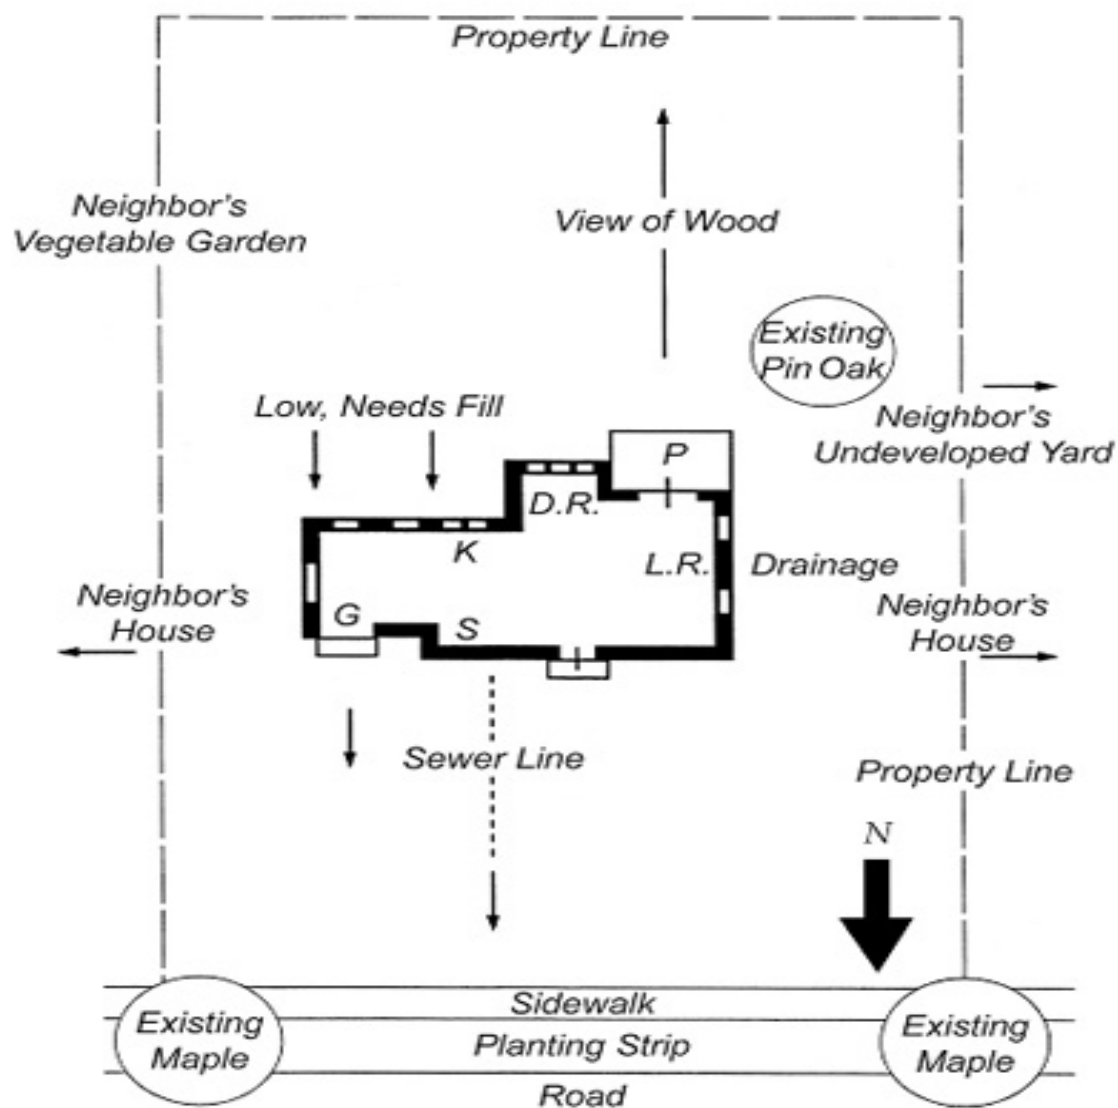 Property Line
Neighbor's
Vegetable Garden
View of Wood
Existing
Pin Oak
Low, Needs Fill
Neighbor's
Undeveloped Yard
P
D.R.
K
L.R.
Drainage
Neighbor's
House
G
S
Neighbor's
House
Sewer Line
Property Line
N
Existing
Maple
Sidewalk
Planting Strip
Road
Existing
Maple